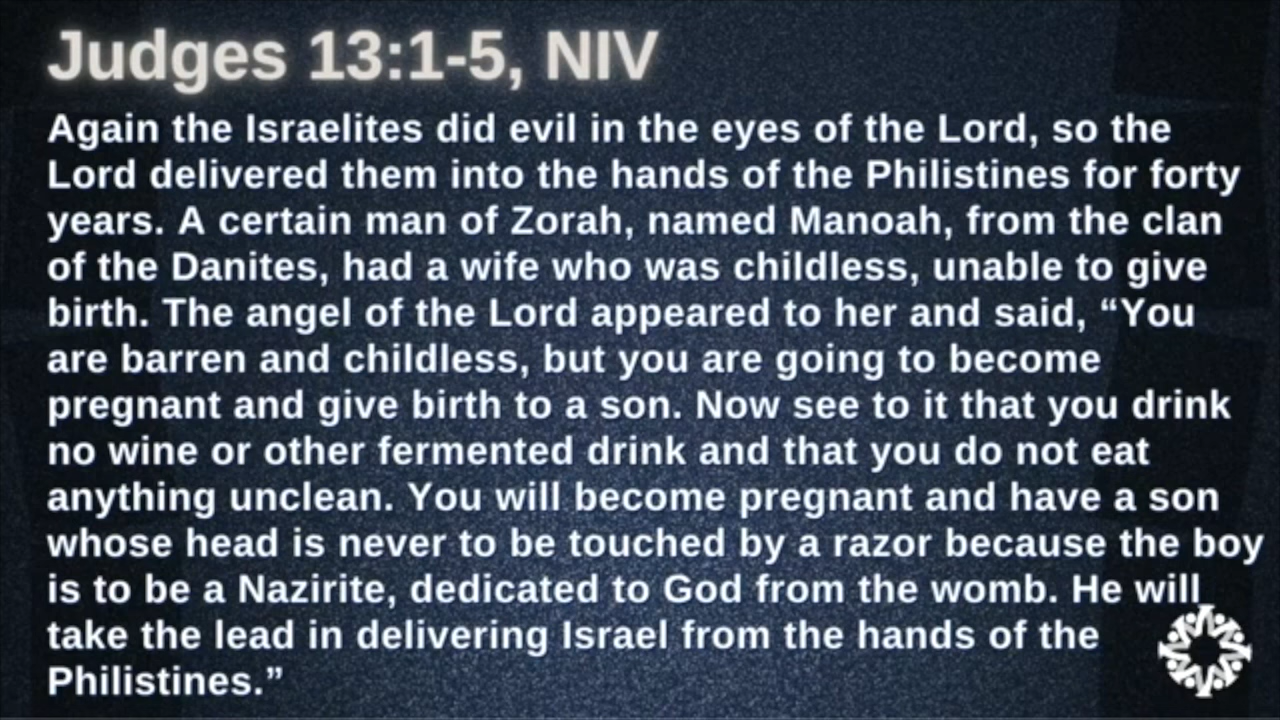 Judges 13:1-5, NIV
Again the Israelites did evil in the eyes of the Lord, so the
Lord delivered them into the hands of the Philistines for forty
years. A certain man of Zorah, named Manoah, from the clan
of the Danites, had a wife who was childless, unable to give
birth. The angel of the Lord appeared to her and said, “You
are barren and childless, but you are going to become
pregnant and give birth to a son. Now see to it that you drink
no wine or other fermented drink and that you do not eat
anything unclean. You will become pregnant and have a son
whose head is never to be touched by a razor because the boy
is to be a Nazirite, dedicated to God from the womb. He will
take the lead in delivering Israel from the hands of the
Philistines.”